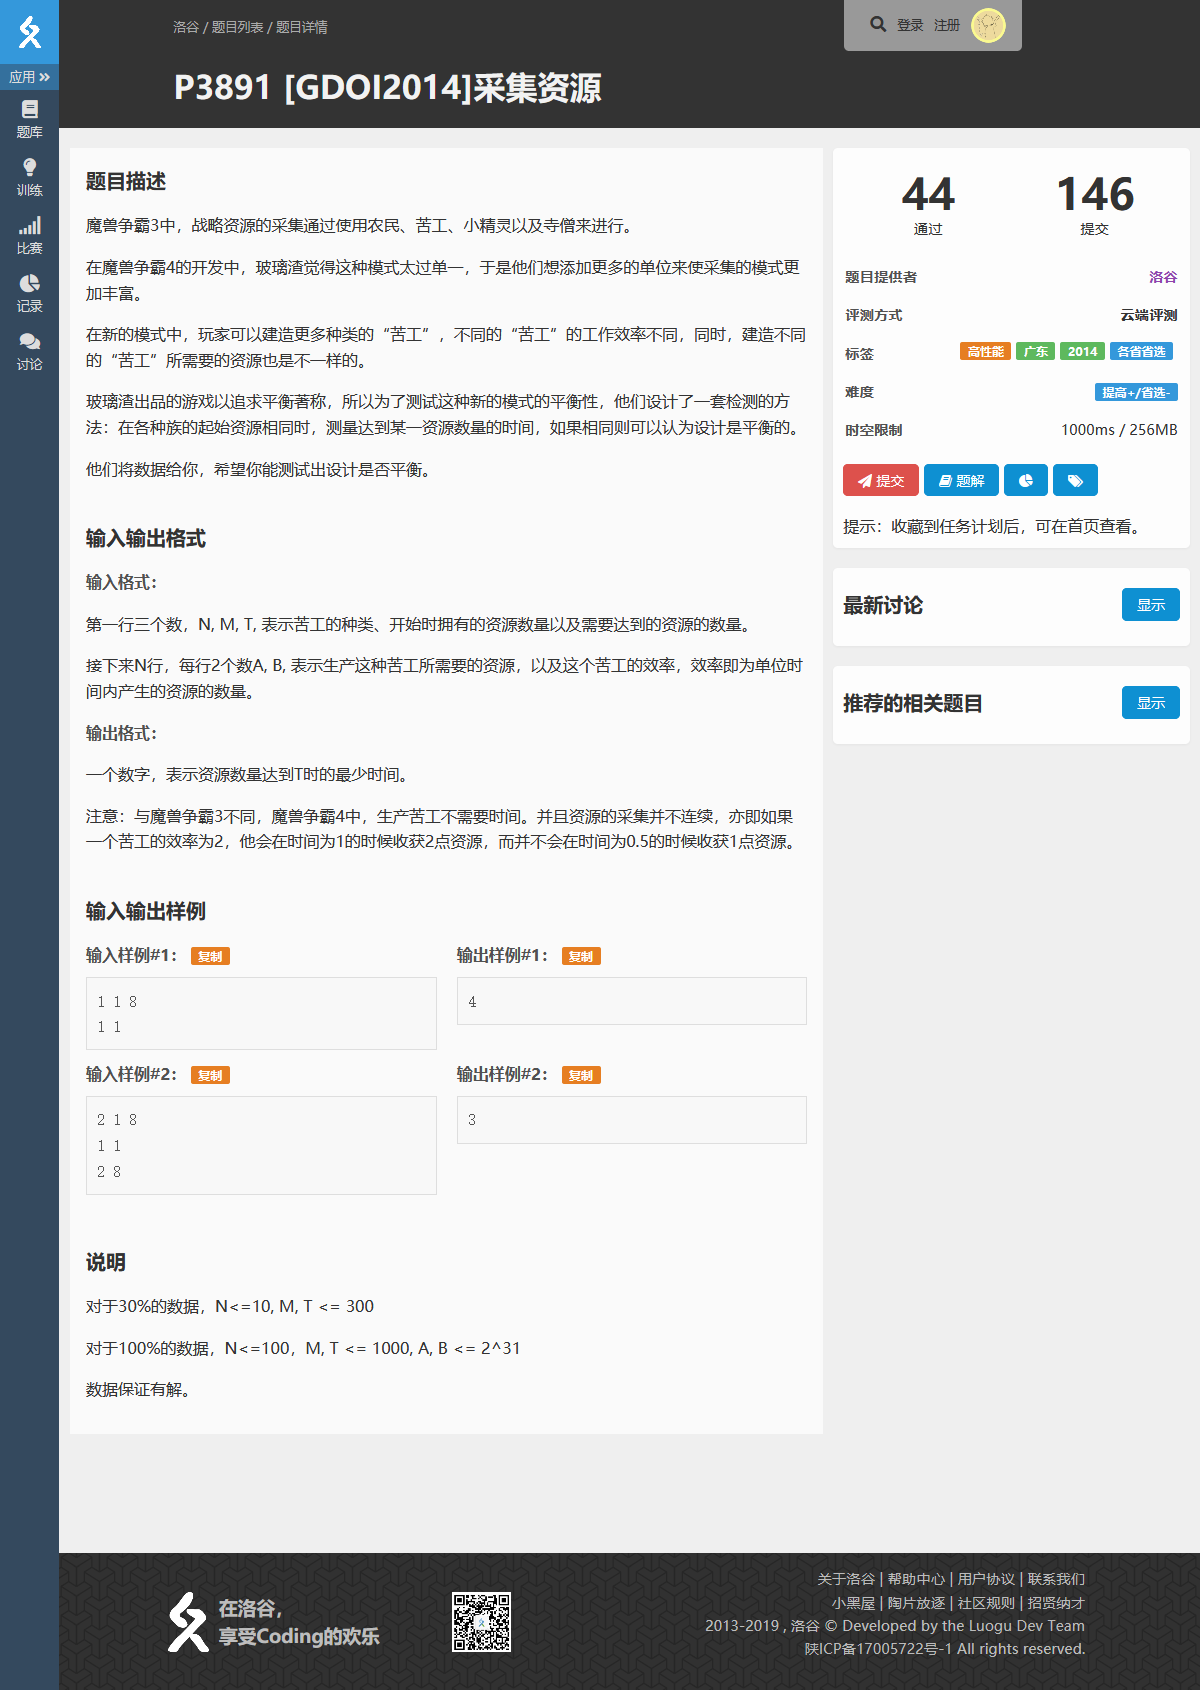 洛谷 / 题目列表 / 题目详情
登录 注册
P3891 [GDOI2014]采集资源
应用
题库
训练
比赛
记录
讨论
题目描述
魔兽争霸3中，战略资源的采集通过使用农民、苦工、小精灵以及寺僧来进行。
在魔兽争霸4的开发中，玻璃渣觉得这种模式太过单一，于是他们想添加更多的单位来使采集的模式更
加丰富。
在新的模式中，玩家可以建造更多种类的“苦工”，不同的“苦工”的工作效率不同，同时，建造不同
的“苦工”所需要的资源也是不一样的。
玻璃渣出品的游戏以追求平衡著称，所以为了测试这种新的模式的平衡性，他们设计了一套检测的方
法：在各种族的起始资源相同时，测量达到某一资源数量的时间，如果相同则可以认为设计是平衡的。
他们将数据给你，希望你能测试出设计是否平衡。
输入输出格式
输入格式：
第一行三个数，N, M, T, 表示苦工的种类、开始时拥有的资源数量以及需要达到的资源的数量。
接下来N行，每行2个数A, B, 表示生产这种苦工所需要的资源，以及这个苦工的效率，效率即为单位时
间内产生的资源的数量。
输出格式：
一个数字，表示资源数量达到T时的最少时间。
注意：与魔兽争霸3不同，魔兽争霸4中，生产苦工不需要时间。并且资源的采集并不连续，亦即如果
一个苦工的效率为2，他会在时间为1的时候收获2点资源，而并不会在时间为0.5的时候收获1点资源。
输入输出样例
输入样例#1： 复制
1 1 8
1 1
输出样例#1： 复制
4
输入样例#2： 复制
2 1 8
1 1
2 8
输出样例#2： 复制
3
说明
对于30%的数据，N<=10, M, T <= 300
对于100%的数据，N<=100，M, T <= 1000, A, B <= 2^31
数据保证有解。
44 146
通过 提交
题目提供者 洛谷
评测方式 云端评测
标签 高性能 广东 2014 各省省选
难度 提高+/省选-
时空限制 1000ms / 256MB
提交 题解
提示：收藏到任务计划后，可在首页查看。
最新讨论 显示
推荐的相关题目 显示
在洛谷，
享受Coding的欢乐
关于洛谷 | 帮助中心 | 用户协议 | 联系我们
小黑屋 | 陶片放逐 | 社区规则 | 招贤纳才
2013-2019 , 洛谷 © Developed by the Luogu Dev Team
陕ICP备17005722号-1 All rights reserved.